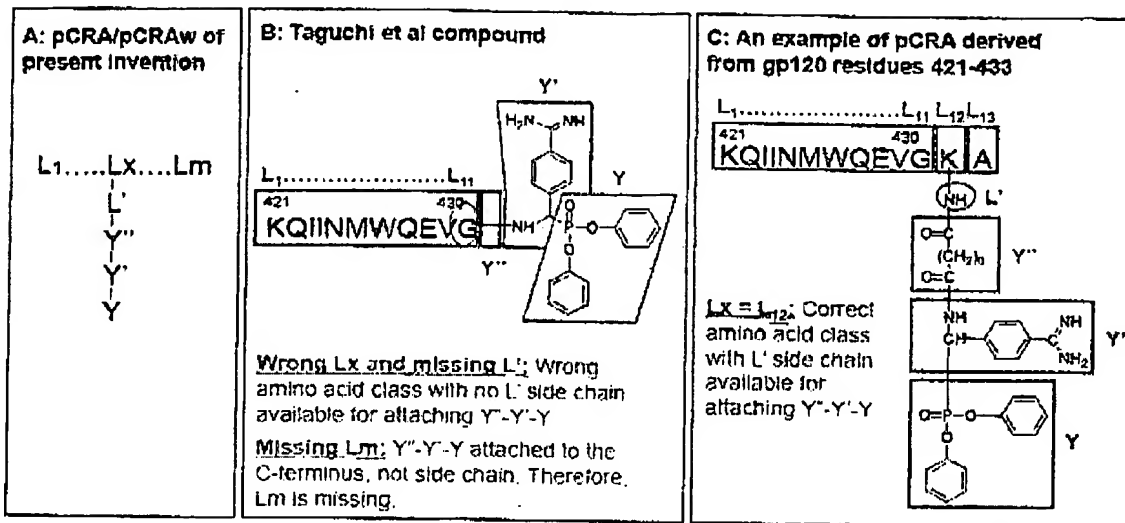 A: pCRA/pCRAw of
present invention
L1.....Lx....Lm
L'
Y"
Y'
Y
B: Taguchi et al compound
Y'
H₂N
NH
L₁........................L₁₁
421
430
KQIINMWQEVG
NH
Y"
Y
O
P
O
O
Wrong Lx and missing L': Wrong
amino acid class with no L' side chain
available for attaching Y"-Y'-Y
Missing Lm: Y"-Y'-Y attached to the
C-terminus, not side chain. Therefore,
Lm is missing.
C: An example of pCRA derived
from gp120 residues 421-433
L₁........................L₁₁ L₁₂ L₁₃
421
430
KQIINMWQEVG K A
NH L'
O=C
O=C
Y"
NH
CH
NH
NH₂
Y'
O=P-O
O
Y
Lx = L₁₂: Correct
amino acid class
with L' side chain
available for
attaching Y"-Y'-Y